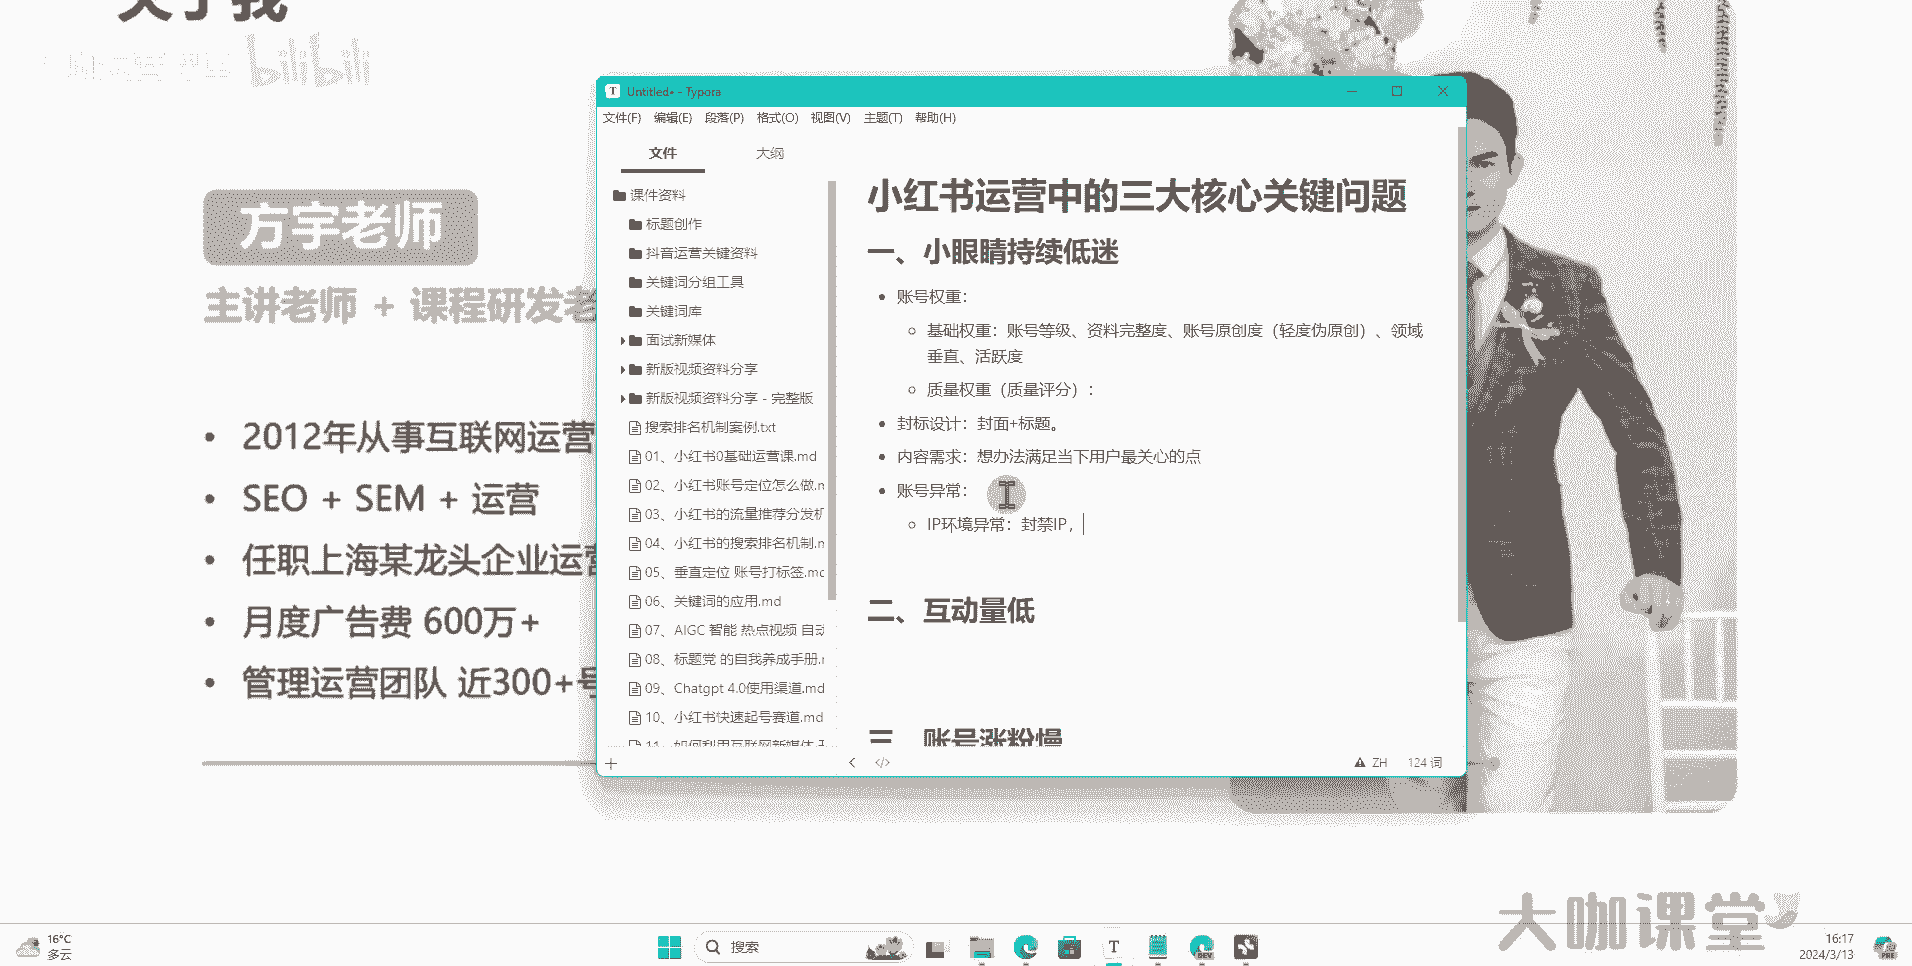 关于我
bilibili
方宇老师
主讲老师 + 课程研发老
2012年从事互联网运营
SEO + SEM + 运营
任职上海某龙头企业运营
月度广告费 600万+
管理运营团队 近300+号
Untitled• - Typora
文件(F) 编辑(E) 段落(P) 格式(O) 视图(V) 主题(T) 帮助(H)
文件 大纲
课件资料
标题创作
抖音运营关键资料
关键词分组工具
关键词库
面试新媒体
新版视频资料分享
新版视频资料分享 - 完整版
搜索排名机制案例.txt
01、小红书0基础运营课.md
02、小红书账号定位怎么做.m
03、小红书的流量推荐分发机
04、小红书的搜索排名机制.m
05、垂直定位 账号打标签.md
06、关键词的应用.md
07、AIGC 智能 热点视频 自动
08、标题党 的自我养成手册.m
09、Chatgpt 4.0使用渠道.md
10、小红书快速起号赛道.md
11、如何利用互联网新媒体
小红书运营中的三大核心关键问题
一、小眼睛持续低迷
账号权重：
基础权重：账号等级、资料完整度、账号原创度（轻度伪原创）、领域
垂直、活跃度
质量权重（质量评分）：
封标设计：封面+标题。
内容需求：想办法满足当下用户最关心的点
账号异常：
IP环境异常：封禁IP，
二、互动量低
三、账号涨粉慢
</> ZH 124 词
大咖课堂
16°C
多云
搜索
16:17
2024/3/13